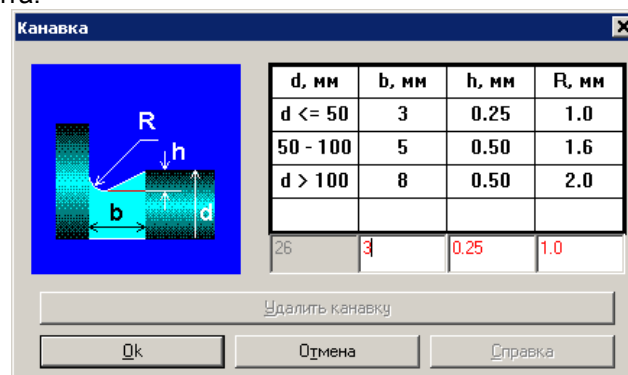 та.
Канавка
R
h
b
d
d, мм b, мм h, мм R, мм
d <= 50 3 0.25 1.0
50 - 100 5 0.50 1.6
d > 100 8 0.50 2.0
26 3 0.25 1.0
Удалить канавку
Ok Отмена Справка